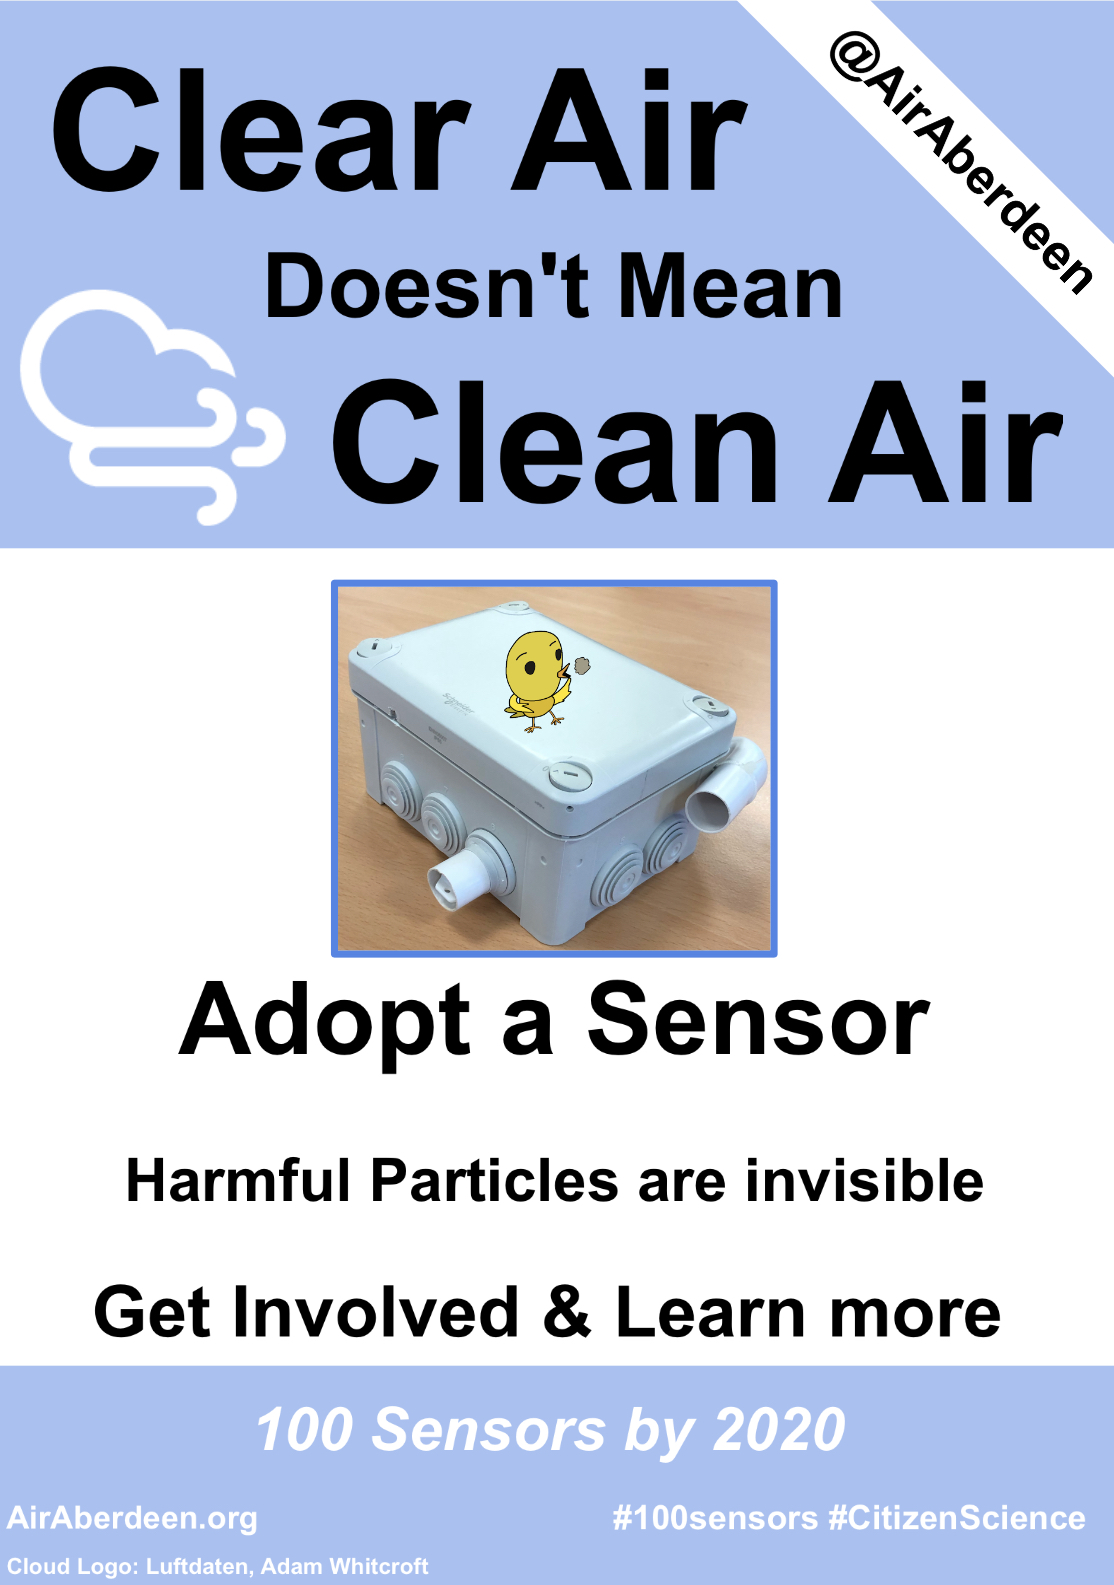 @AirAberdeen
Clear Air
Doesn't Mean
Clean Air
Adopt a Sensor
Harmful Particles are invisible
Get Involved & Learn more
100 Sensors by 2020
AirAberdeen.org
#100sensors #CitizenScience
Cloud Logo: Luftdaten, Adam Whitcroft